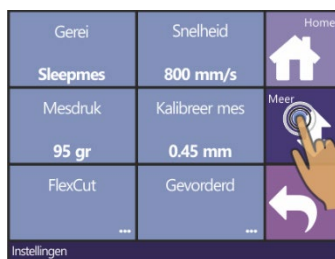 Gerei
Snelheid
Home
Sleepmes
800 mm/s
Mesdruk
Kalibreer mes
Meer
95 gr
0.45 mm
FlexCut
Gevorderd
...
...
Instellingen